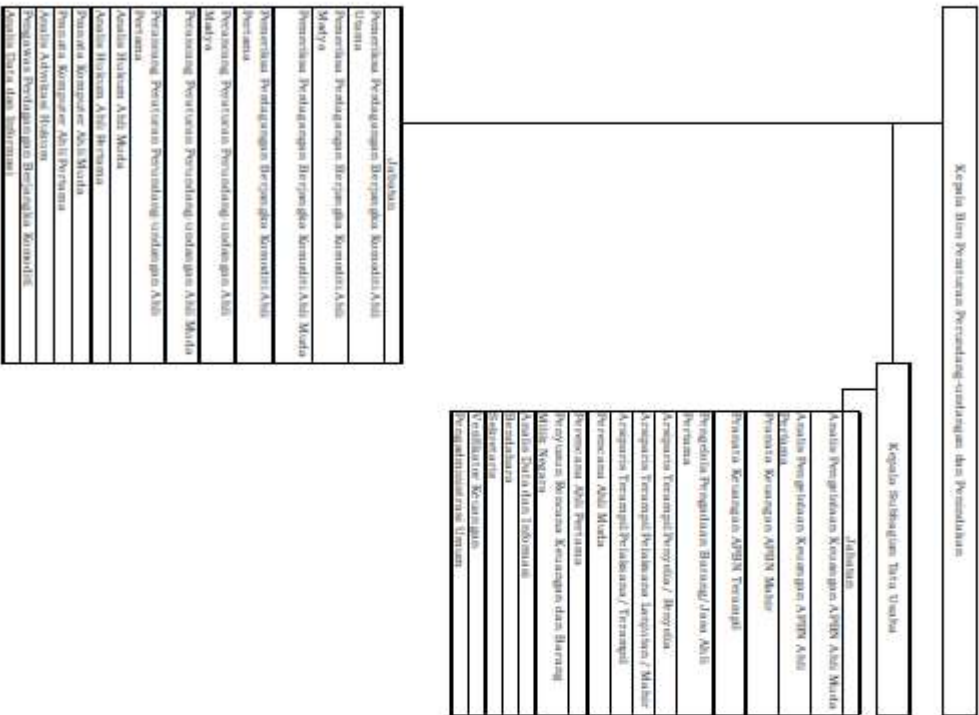 Kepala Biro Peraturan Perundang-undangan dan Penindakan
Kepala Subbagian Tata Usaha
Jabatan
Analis Pengelolaan Keuangan APBN Ahli Muda
Analis Pengelolaan Keuangan APBN Ahli
Pertama
Pranata Keuangan APBN Mahir
Pranata Keuangan APBN Terampil
Pengelola Pengadaan Barang/Jasa Ahli
Pertama
Arsiparis Terampil Penyelia/ Penyelia
Arsiparis Terampil Pelaksana Lanjutan/ Mahir
Arsiparis Terampil Pelaksana/ Terampil
Perencana Ahli Muda
Perencana Ahli Pertama
Penyusun Rencana Keuangan dan Barang
Milik Negara
Analis Data dan Informasi
Bendahara
Sekretaris
Verifikator Keuangan
Pengadministrasi Umum
Jabatan
Pemeriksa Perdagangan Berjangka Komoditi Ahli
Utama
Pemeriksa Perdagangan Berjangka Komoditi Ahli
Madya
Pemeriksa Perdagangan Berjangka Komoditi Ahli Muda
Pemeriksa Perdagangan Berjangka Komoditi Ahli
Pertama
Perancang Peraturan Perundang-undangan Ahli
Madya
Perancang Peraturan Perundang-undangan Ahli Muda
Perancang Peraturan Perundang-undangan Ahli
Pertama
Analis Hukum Ahli Muda
Analis Hukum Ahli Pertama
Pranata Komputer Ahli Muda
Pranata Komputer Ahli Pertama
Analis Advokasi Hukum
Pengawas Perdagangan Berjangka Komoditi
Analis Data dan Informasi